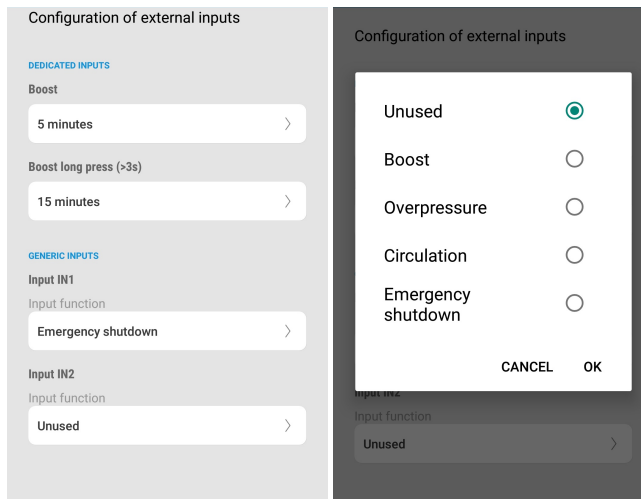 Configuration of external inputs
DEDICATED INPUTS
Boost
5 minutes
Boost long press (>3s)
15 minutes
GENERIC INPUTS
Input IN1
Input function
Emergency shutdown
Input IN2
Input function
Unused
Configuration of external inputs
Unused
Boost
Overpressure
Circulation
Emergency
shutdown
CANCEL OK
Input IN2
Input function
Unused